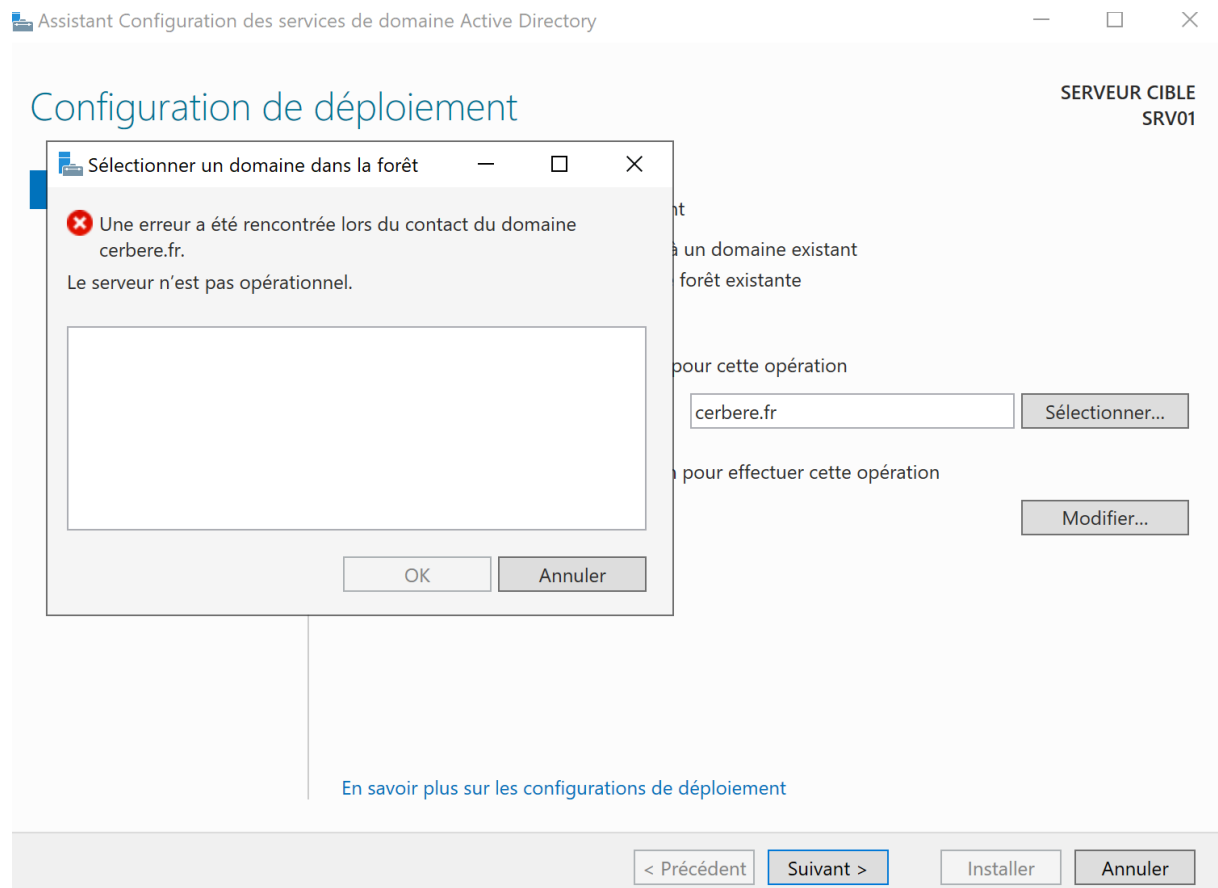 Assistant Configuration des services de domaine Active Directory
Configuration de déploiement
SERVEUR CIBLE
SRV01
Sélectionner un domaine dans la forêt
Une erreur a été rencontrée lors du contact du domaine
cerbere.fr.
Le serveur n’est pas opérationnel.
OK
Annuler
à un domaine existant
forêt existante
pour cette opération
cerbere.fr
Sélectionner...
pour effectuer cette opération
Modifier...
En savoir plus sur les configurations de déploiement
< Précédent
Suivant >
Installer
Annuler